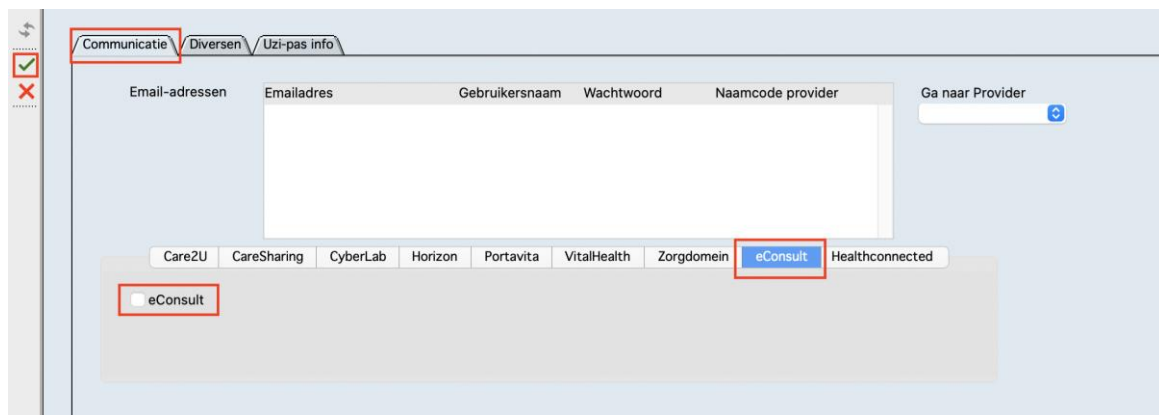 Communicatie Diversen Uzi-pas info
Email-adressen Emailadres Gebruikersnaam Wachtwoord Naamcode provider Ga naar Provider
Care2U CareSharing CyberLab Horizon Portavita VitalHealth Zorgdomein eConsult Healthconnected
eConsult